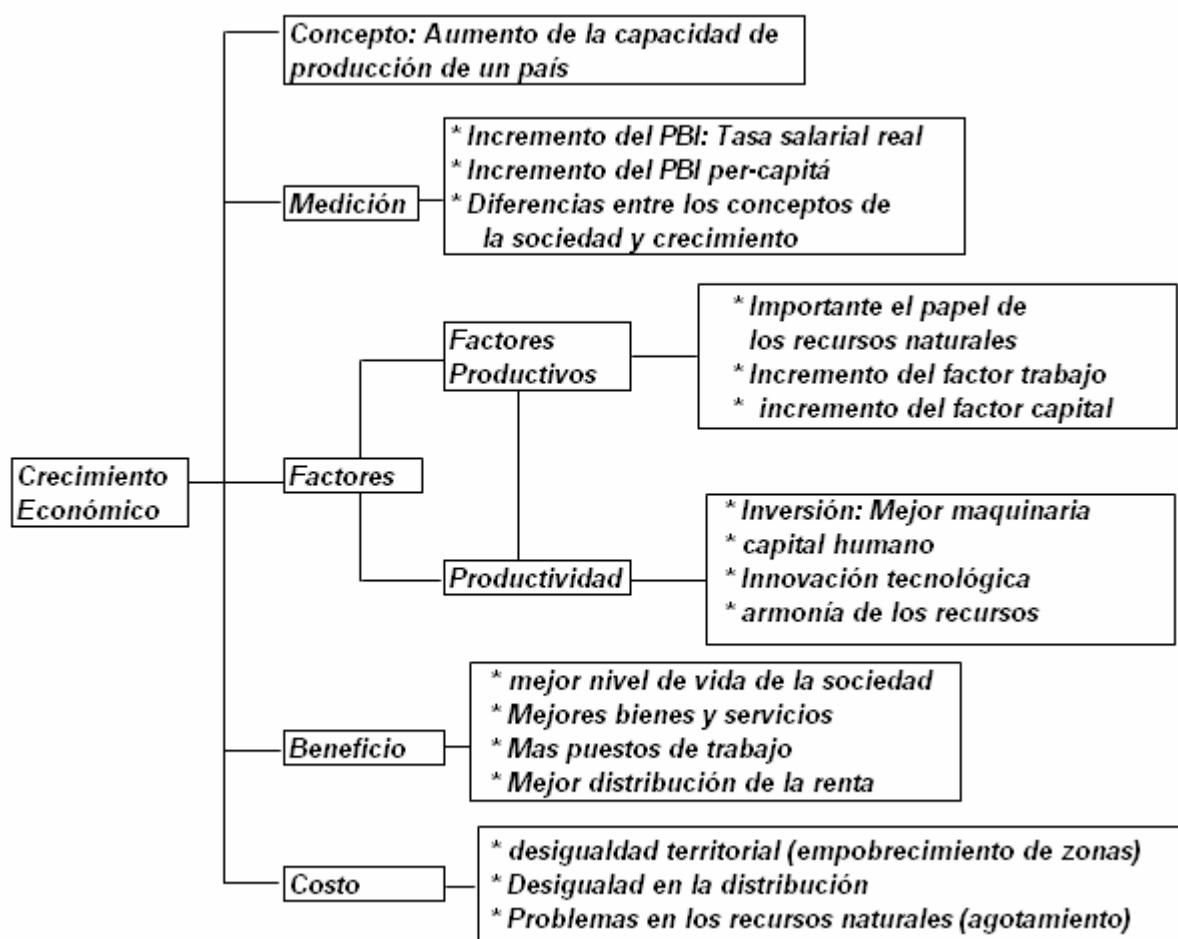 Concepto: Aumento de la capacidad de
producción de un país
* Incremento del PBI: Tasa salarial real
* Incremento del PBI per-capitá
* Diferencias entre los conceptos de
la sociedad y crecimiento
Medición
* Importante el papel de
los recursos naturales
* Incremento del factor trabajo
* incremento del factor capital
Factores
Productivos
Crecimiento
Económico
Factores
* Inversión: Mejor maquinaria
* capital humano
* Innovación tecnológica
* armonía de los recursos
Productividad
* mejor nivel de vida de la sociedad
* Mejores bienes y servicios
* Mas puestos de trabajo
* Mejor distribución de la renta
Beneficio
* desigualdad territorial (empobrecimiento de zonas)
* Desigualad en la distribución
* Problemas en los recursos naturales (agotamiento)
Costo